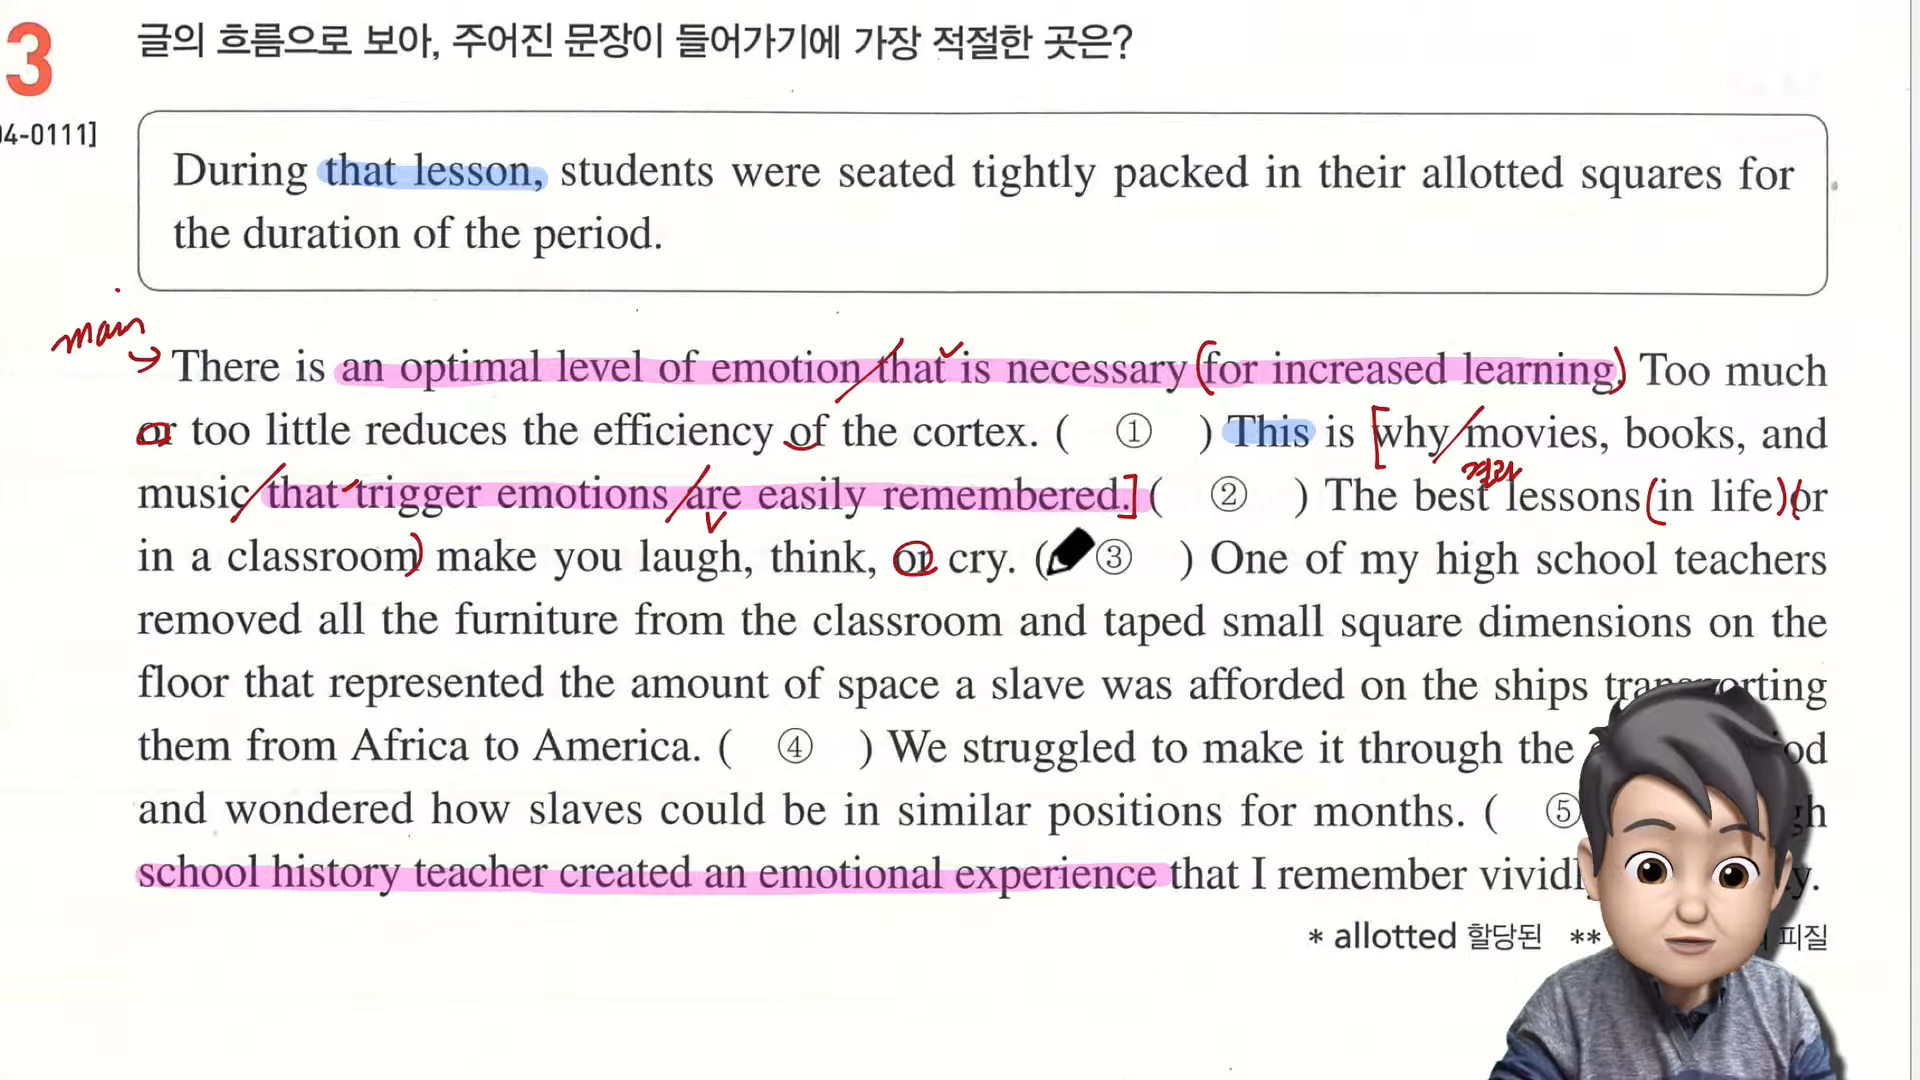 3
글의 흐름으로 보아, 주어진 문장이 들어가기에 가장 적절한 곳은?
04-0111]
During that lesson, students were seated tightly packed in their allotted squares for
the duration of the period.
main
There is an optimal level of emotion that is necessary for increased learning. Too much
or too little reduces the efficiency of the cortex. ( ① ) This is why movies, books, and
music that trigger emotions are easily remembered. ( ② ) The best lessons in life or
결과
in a classroom make you laugh, think, or cry. ( ③ ) One of my high school teachers
removed all the furniture from the classroom and taped small square dimensions on the
floor that represented the amount of space a slave was afforded on the ships
them from Africa to America. ( ④ ) We struggled to make it through the
and wondered how slaves could be in similar positions for months. ( ⑤
school history teacher created an emotional experience that I remember
* allotted 할당된 ** 피질